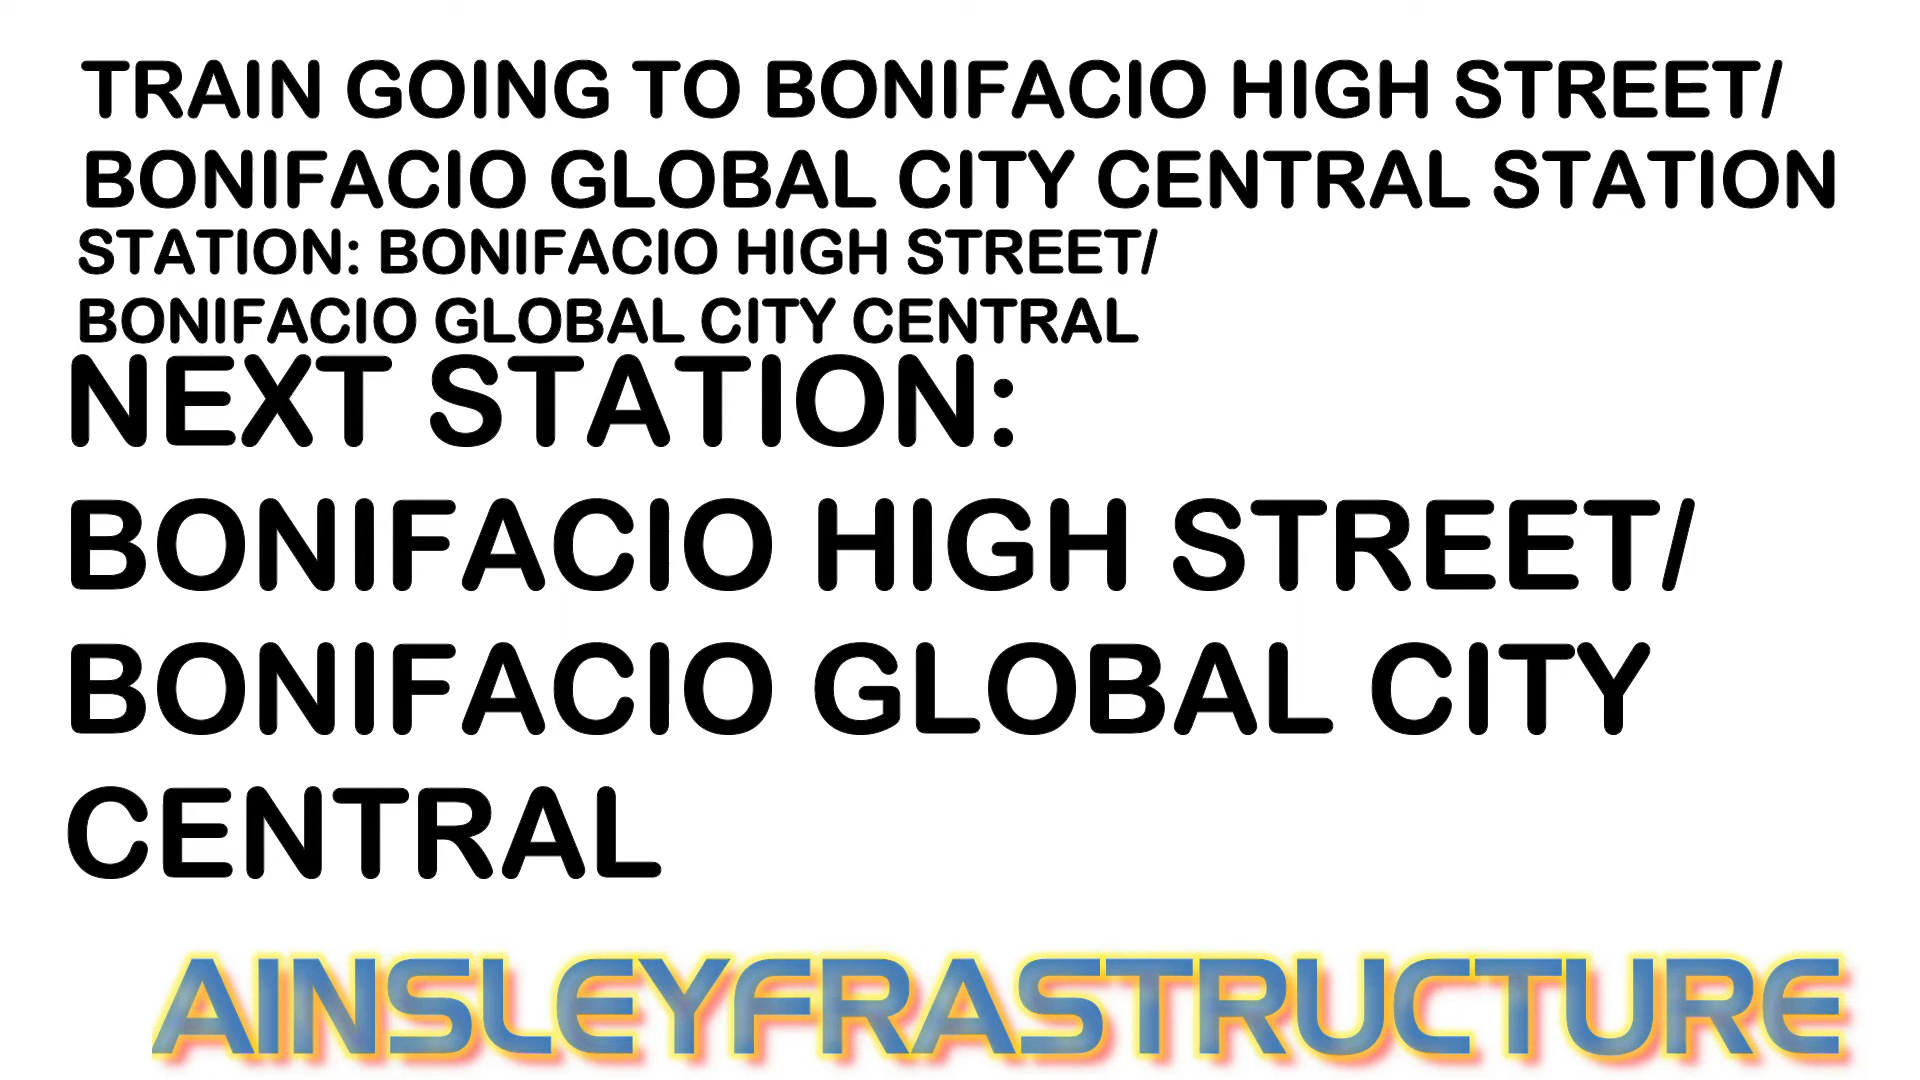 TRAIN GOING TO BONIFACIO HIGH STREET/
BONIFACIO GLOBAL CITY CENTRAL STATION
STATION: BONIFACIO HIGH STREET/
BONIFACIO GLOBAL CITY CENTRAL
NEXT STATION:
BONIFACIO HIGH STREET/
BONIFACIO GLOBAL CITY
CENTRAL
AINSLEYFRASTRUCTURE